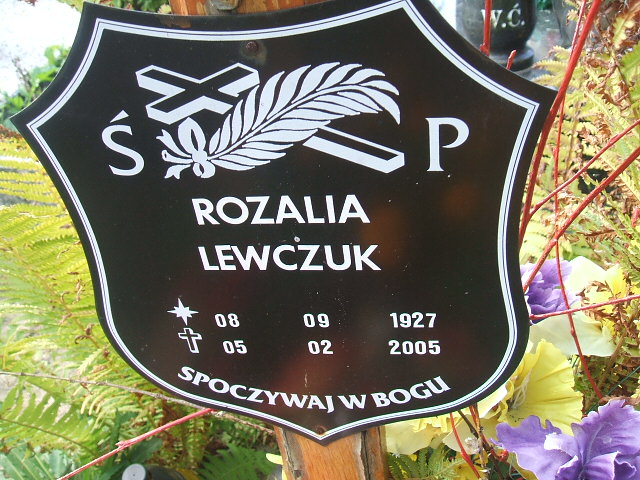 W.Ć.
Ś P
ROZALIA
LEWCZUK
08 09 1927
05 02 2005
SPOCZYWAJ W BOGU